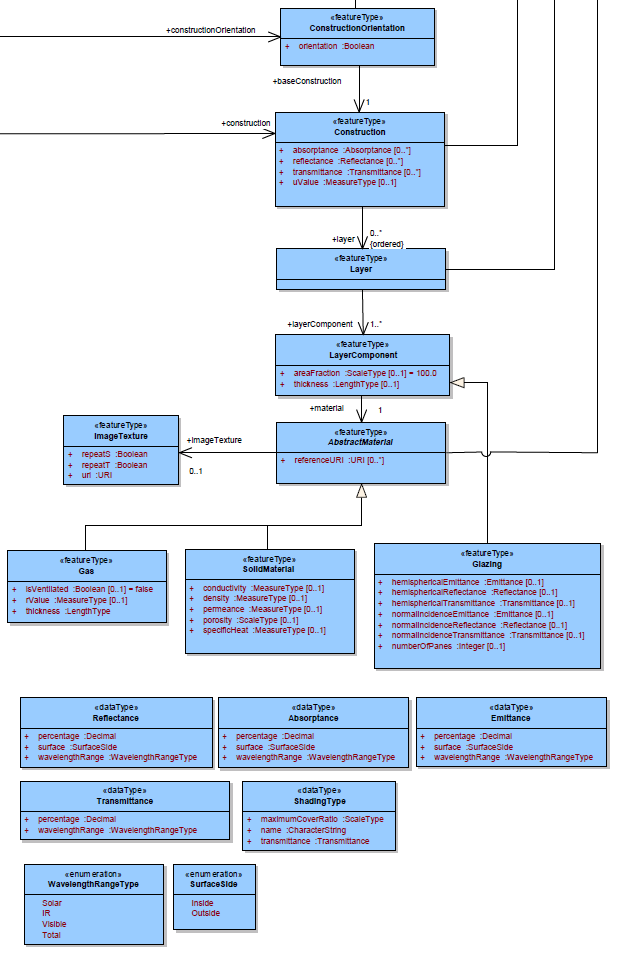 «featureType»
ConstructionOrientation
+ orientation :Boolean
+constructionOrientation
+baseConstruction
1
+construction
«featureType»
Construction
+ absorptance :Absorptance [0..*]
+ reflectance :Reflectance [0..*]
+ transmittance :Transmittance [0..*]
+ uValue :MeasureType [0..1]
+layer
0..*
{ordered}
«featureType»
Layer
+layerComponent
1..*
«featureType»
LayerComponent
+ areaFraction :ScaleType [0..1] = 100.0
+ thickness :LengthType [0..1]
+material
1
«featureType»
ImageTexture
+ repeatS :Boolean
+ repeatT :Boolean
+ uri :URI
+imageTexture
0..1
«featureType»
AbstractMaterial
+ referenceURI :URI [0..*]
«featureType»
Gas
+ isVentilated :Boolean [0..1] = false
+ rValue :MeasureType [0..1]
+ thickness :LengthType
«featureType»
SolidMaterial
+ conductivity :MeasureType [0..1]
+ density :MeasureType [0..1]
+ permeance :MeasureType [0..1]
+ porosity :ScaleType [0..1]
+ specificHeat :MeasureType [0..1]
«featureType»
Glazing
+ hemisphericalEmittance :Emittance [0..1]
+ hemisphericalReflectance :Reflectance [0..1]
+ hemisphericalTransmittance :Transmittance [0..1]
+ normalIncidenceEmittance :Emittance [0..1]
+ normalIncidenceReflectance :Reflectance [0..1]
+ normalIncidenceTransmittance :Transmittance [0..1]
+ numberOfPanes :Integer [0..1]
«dataType»
Reflectance
+ percentage :Decimal
+ surface :SurfaceSide
+ wavelengthRange :WavelengthRangeType
«dataType»
Absorptance
+ percentage :Decimal
+ surface :SurfaceSide
+ wavelengthRange :WavelengthRangeType
«dataType»
Emittance
+ percentage :Decimal
+ surface :SurfaceSide
+ wavelengthRange :WavelengthRangeType
«dataType»
Transmittance
+ percentage :Decimal
+ wavelengthRange :WavelengthRangeType
«dataType»
ShadingType
+ maximumCoverRatio :ScaleType
+ name :CharacterString
+ transmittance :Transmittance
«enumeration»
WavelengthRangeType
Solar
IR
Visible
Total
«enumeration»
SurfaceSide
Inside
Outside